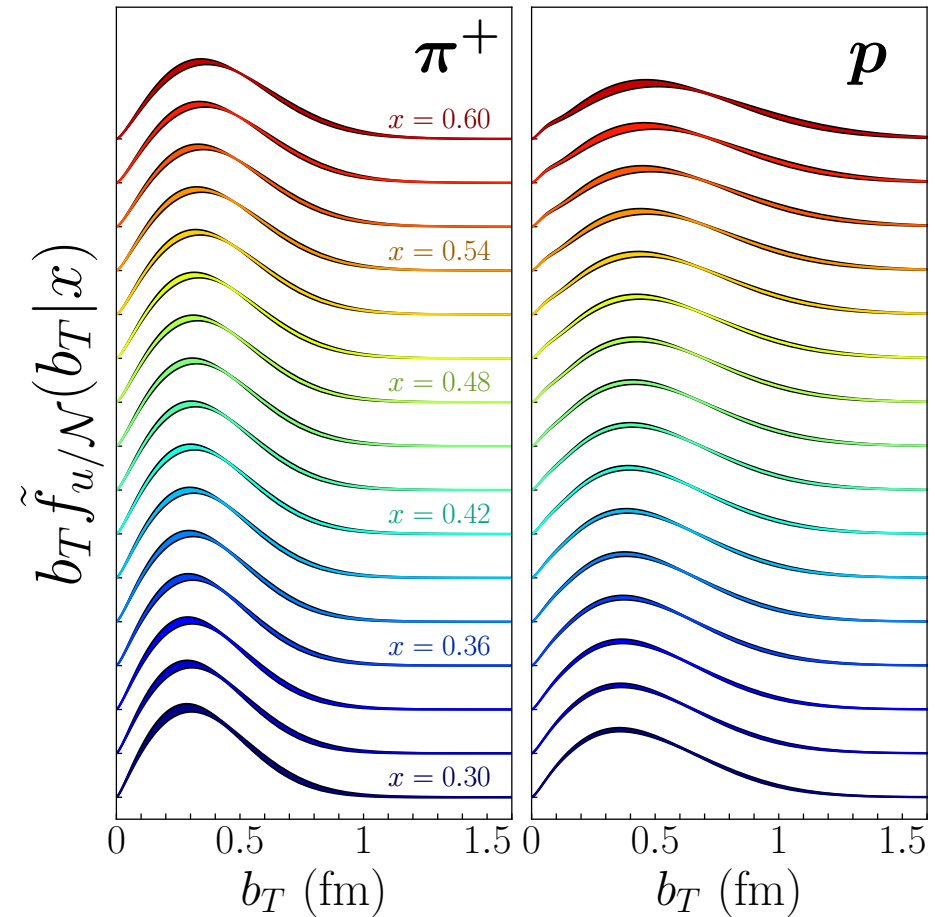 π⁺
p
x = 0.60
x = 0.54
x = 0.48
x = 0.42
x = 0.36
x = 0.30
b_T f̃_{u/𝒩}(b_T|x)
0 0.5 1 1.5
0 0.5 1 1.5
b_T (fm)
b_T (fm)